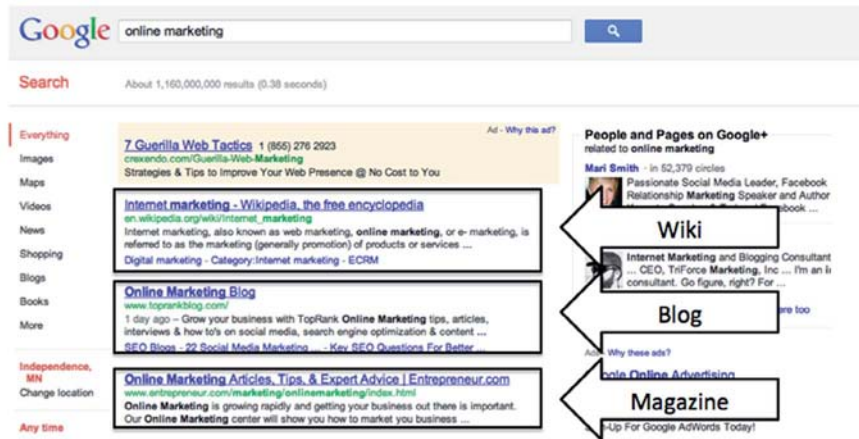 Google online marketing
Search About 1,160,000,000 results (0.38 seconds)
Everything
Images
Maps
Videos
News
Shopping
Blogs
Books
More
Independence,
MN
Change location
Any time
Ad - Why this ad?
7 Guerilla Web Tactics 1 (855) 276 2923
crexendo.com/Guerilla-Web-Marketing
Strategies & Tips to Improve Your Web Presence @ No Cost to You
Internet marketing - Wikipedia, the free encyclopedia
en.wikipedia.org/wiki/Internet_marketing
Internet marketing, also known as web marketing, online marketing, or e- marketing, is
referred to as the marketing (generally promotion) of products or services ...
Digital marketing - Category:Internet marketing - ECRM
Online Marketing Blog
www.toprankblog.com/
1 day ago – Grow your business with TopRank Online Marketing tips, articles,
interviews & how to's on social media, search engine optimization & content ...
SEO Blogs - 22 Social Media Marketing ... - Key SEO Questions For Better ...
Online Marketing Articles, Tips, & Expert Advice | Entrepreneur.com
www.entrepreneur.com/marketing/onlinemarketing/index.html
Online Marketing is growing rapidly and getting your business out there is important.
Our Online Marketing center will show you how to market you business ...
People and Pages on Google+
related to online marketing
Mari Smith - in 52,379 circles
Passionate Social Media Leader, Facebook
Relationship Marketing Speaker and Author
Wiki
Internet Marketing and Blogging Consultant
... CEO, TriForce Marketing, Inc ... I'm an
consultant. Go figure, right? For ...
Blog
here too
Ads - Why these ads?
Online Advertising
Magazine
Up For Google AdWords Today!